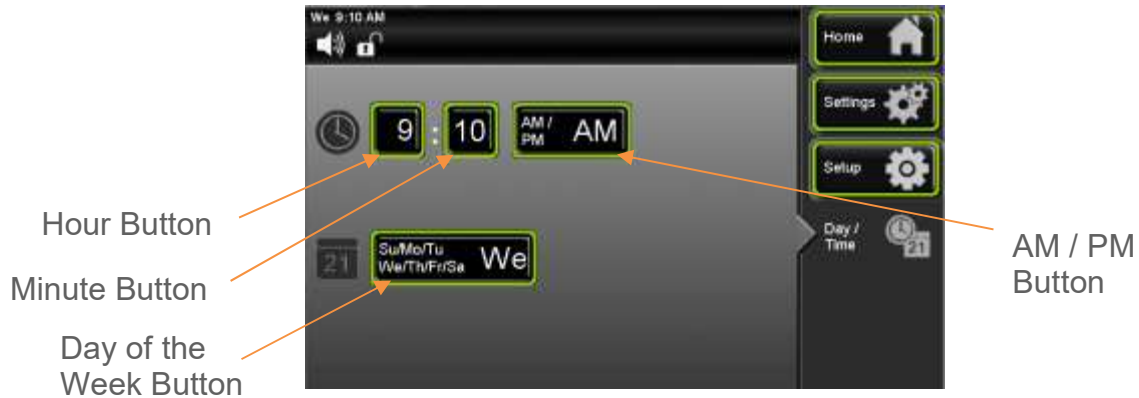 We 9:10 AM
Home
Settings
9 : 10 AM / PM AM
Setup
Hour Button
Su/Mo/Tu
We/Th/Fr/Sa We
Day /
Time
21
21
AM / PM
Button
Minute Button
Day of the
Week Button